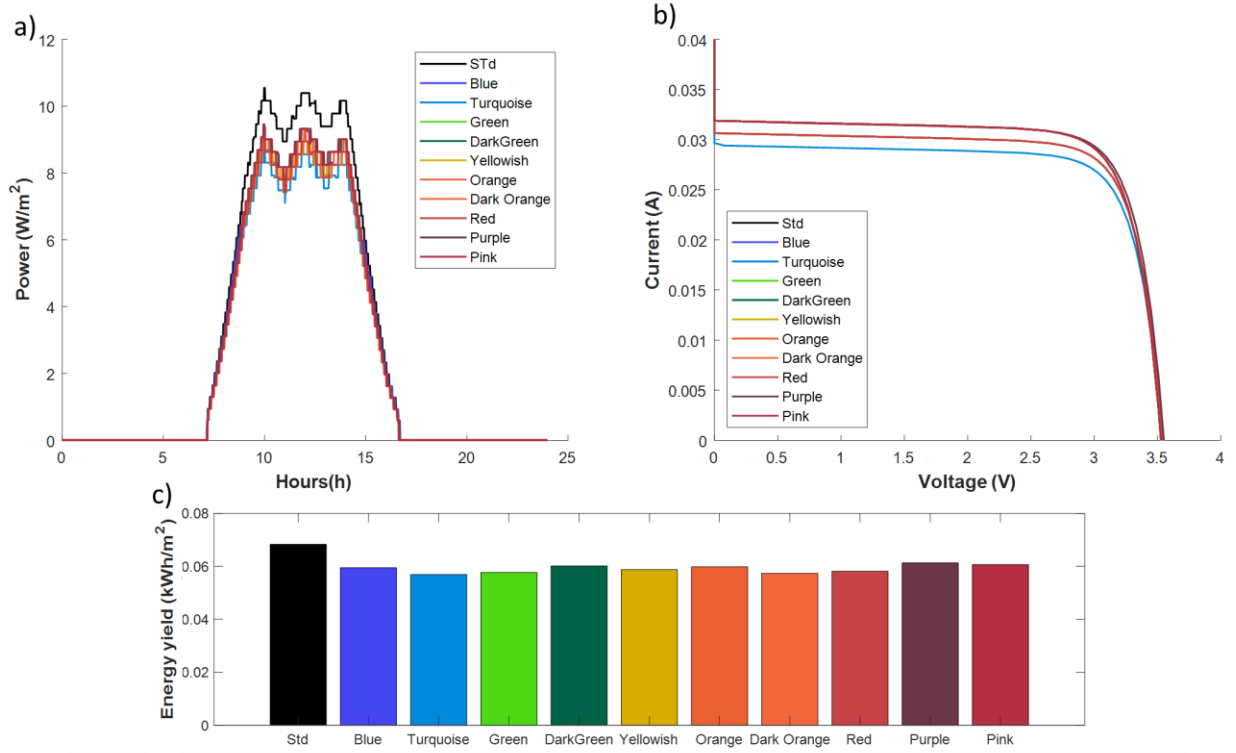 a)
12
10
8
6
4
2
0
Power (W/m²)
0 5 10 15 20 25
Hours(h)
STd
Blue
Turquoise
Green
DarkGreen
Yellowish
Orange
Dark Orange
Red
Purple
Pink
b)
0.04
0.035
0.03
0.025
0.02
0.015
0.01
0.005
0
Current (A)
0 0.5 1 1.5 2 2.5 3 3.5 4
Voltage (V)
Std
Blue
Turquoise
Green
DarkGreen
Yellowish
Orange
Dark Orange
Red
Purple
Pink
c)
0.08
0.06
0.04
0.02
0
Energy yield (kWh/m²)
Std Blue Turquoise Green DarkGreen Yellowish Orange Dark Orange Red Purple Pink